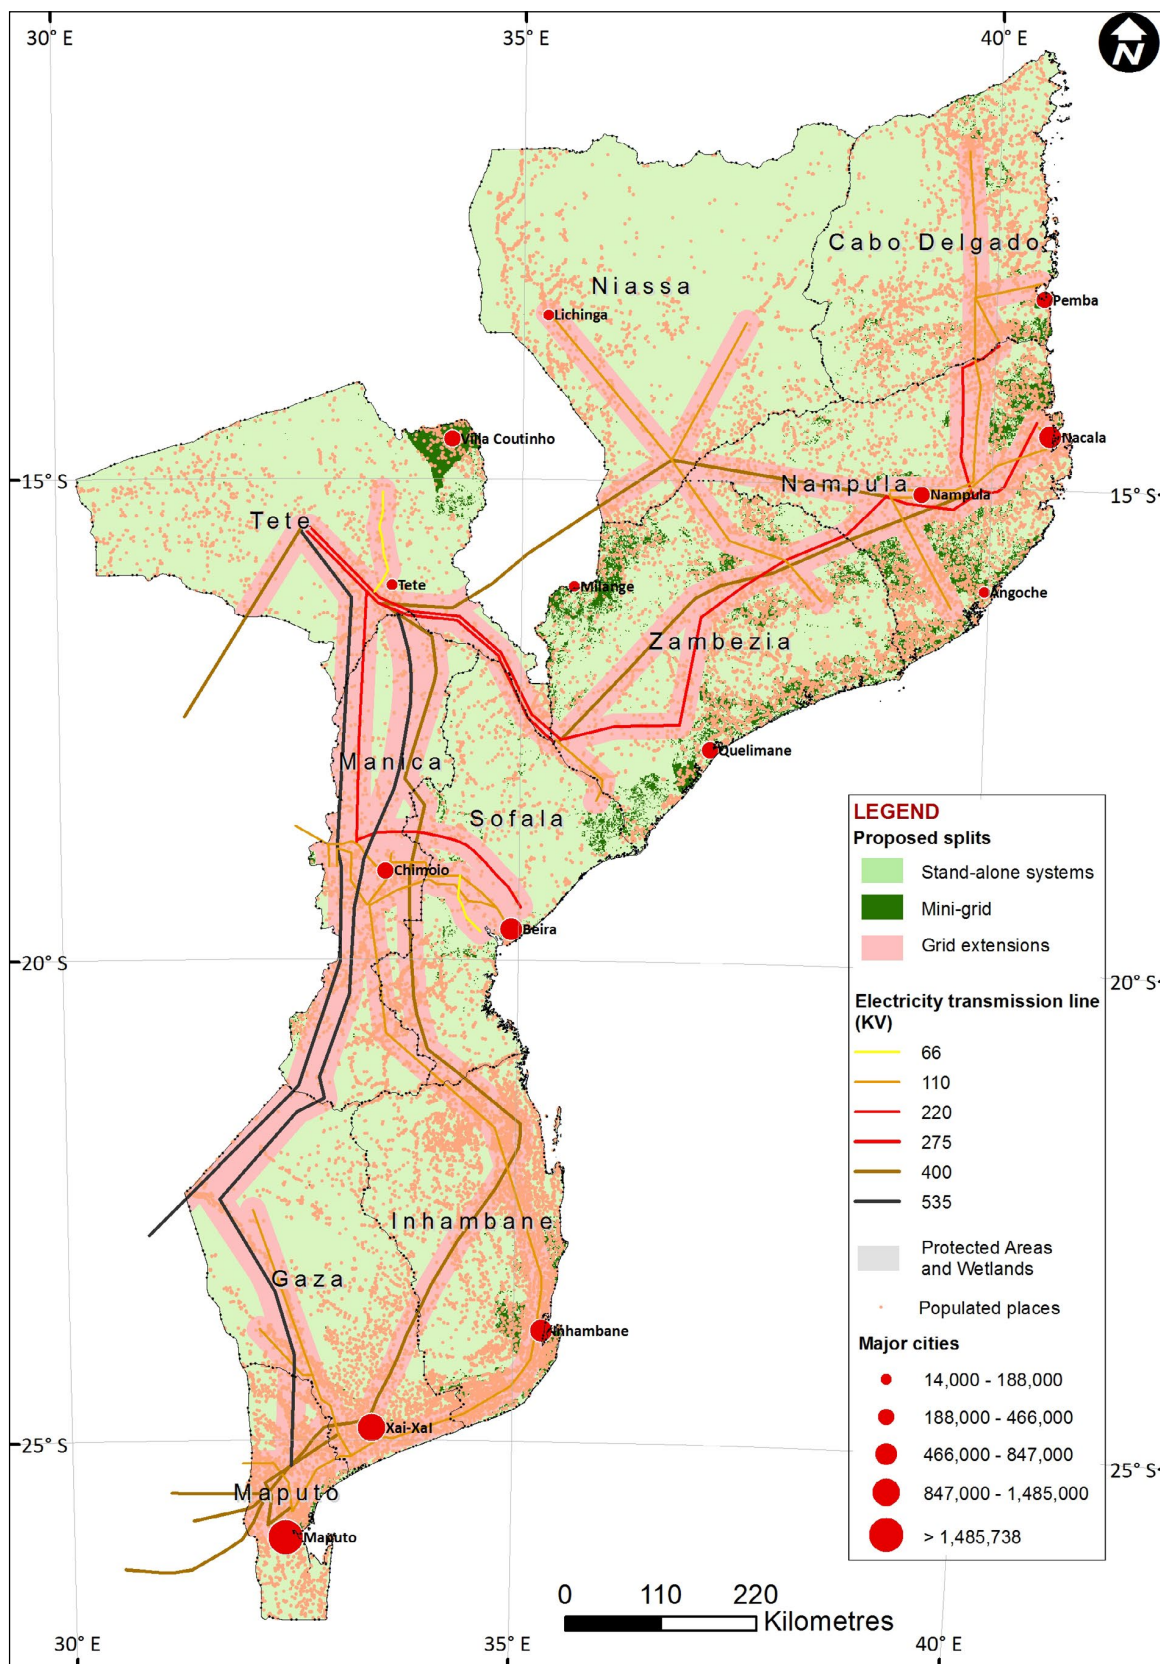 30° E
35° E
40° E
N
Cabo Delgado
Niassa
Pemba
Lichinga
Villa Coutinho
Nacala
15° S
Nampula
Nampula
15° S
Tete
Tete
Milange
Angoche
Zambezia
Quelimane
Manica
Sofala
Chimoio
Beira
20° S
20° S
Inhambane
Gaza
Inhambane
Xai-Xal
25° S
25° S
Maputo
Maputo
LEGEND
Proposed splits
Stand-alone systems
Mini-grid
Grid extensions
Electricity transmission line
(KV)
66
110
220
275
400
535
Protected Areas
and Wetlands
Populated places
Major cities
14,000 - 188,000
188,000 - 466,000
466,000 - 847,000
847,000 - 1,485,000
> 1,485,738
0 110 220
Kilometres
30° E
35° E
40° E